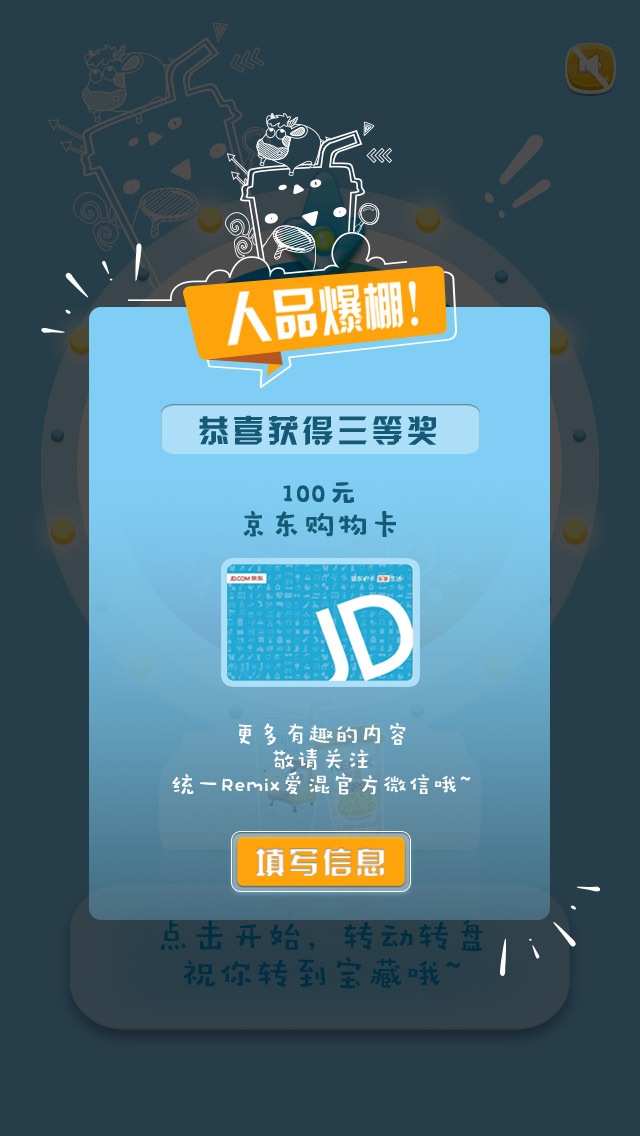 人品爆棚!
恭喜获得三等奖
100元
京东购物卡
JD.COM 京东
JD
更多有趣的内容
敬请关注
统一Remix爱混官方微信哦~
填写信息
点击开始，转动转盘
祝你转到宝藏哦~